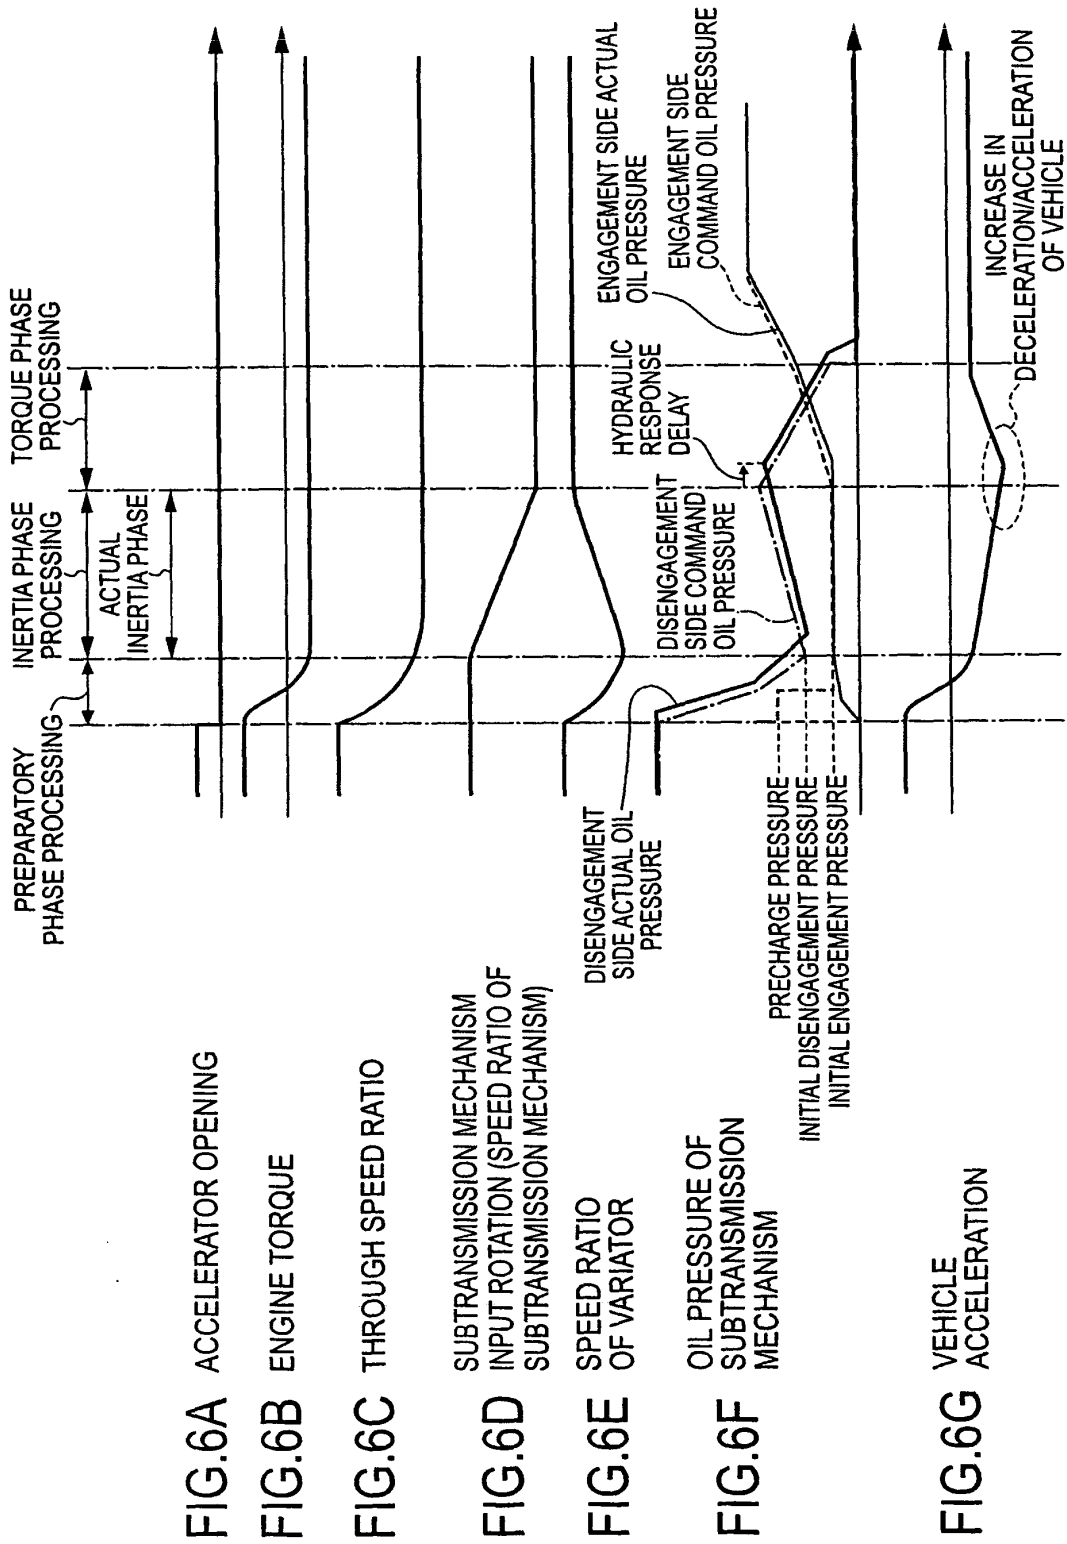 PREPARATORY
PHASE PROCESSING
INERTIA PHASE
PROCESSING
TORQUE PHASE
PROCESSING
ACTUAL
INERTIA PHASE
FIG.6A ACCELERATOR OPENING
FIG.6B ENGINE TORQUE
FIG.6C THROUGH SPEED RATIO
FIG.6D
SUBTRANSMISSION MECHANISM
INPUT ROTATION (SPEED RATIO OF
SUBTRANSMISSION MECHANISM)
FIG.6E
SPEED RATIO
OF VARIATOR
FIG.6F
OIL PRESSURE OF
SUBTRANSMISSION
MECHANISM
DISENGAGEMENT
SIDE ACTUAL OIL
PRESSURE
DISENGAGEMENT
SIDE COMMAND
OIL PRESSURE
HYDRAULIC
RESPONSE
DELAY
ENGAGEMENT SIDE ACTUAL
OIL PRESSURE
ENGAGEMENT SIDE
COMMAND OIL PRESSURE
PRECHARGE PRESSURE
INITIAL DISENGAGEMENT PRESSURE
INITIAL ENGAGEMENT PRESSURE
FIG.6G
VEHICLE
ACCELERATION
INCREASE IN
DECELERATION/ACCELERATION
OF VEHICLE